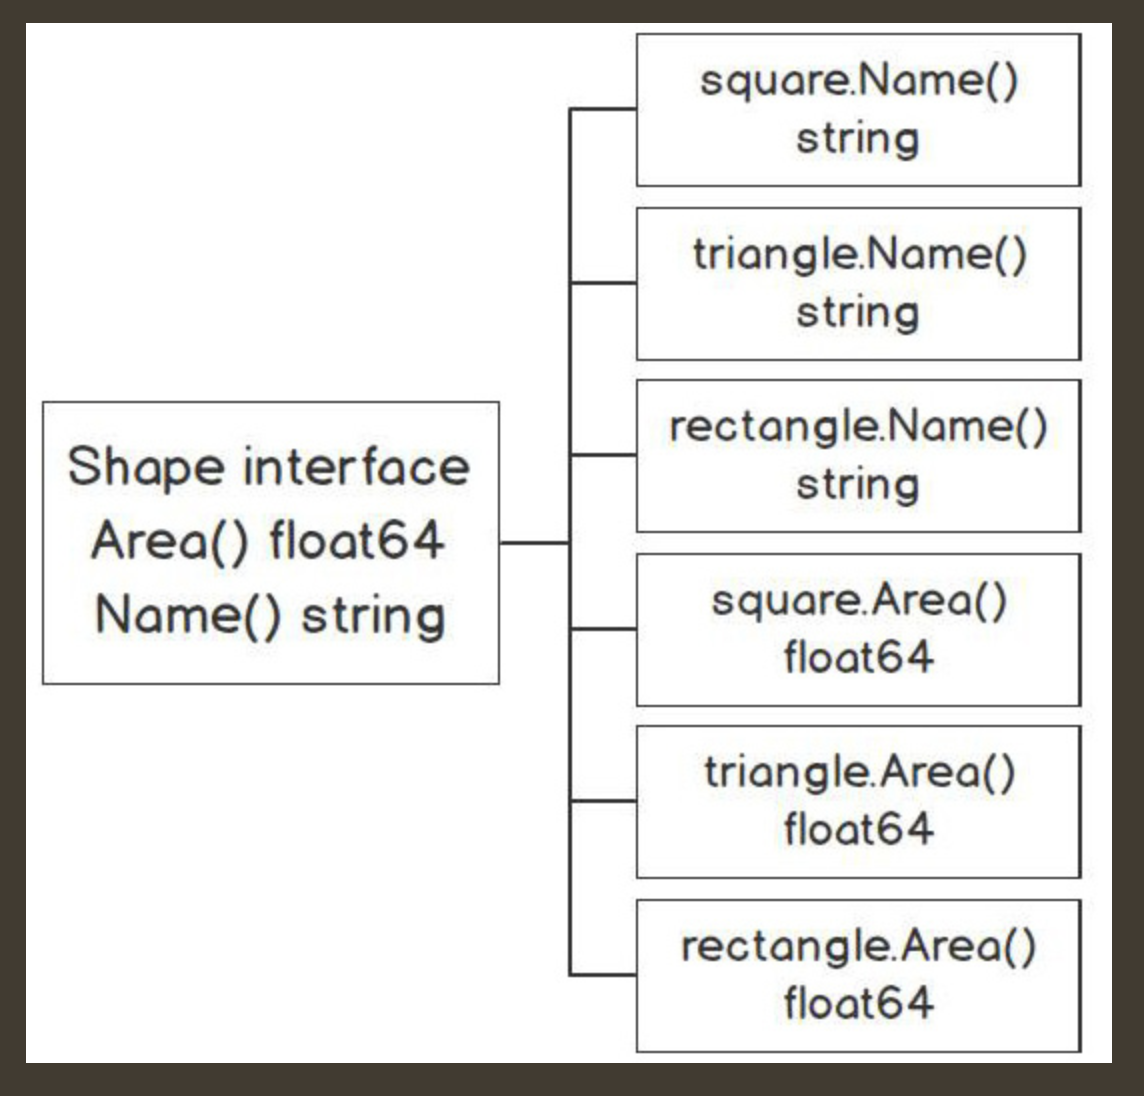 Shape interface
Area() float64
Name() string
square.Name()
string
triangle.Name()
string
rectangle.Name()
string
square.Area()
float64
triangle.Area()
float64
rectangle.Area()
float64